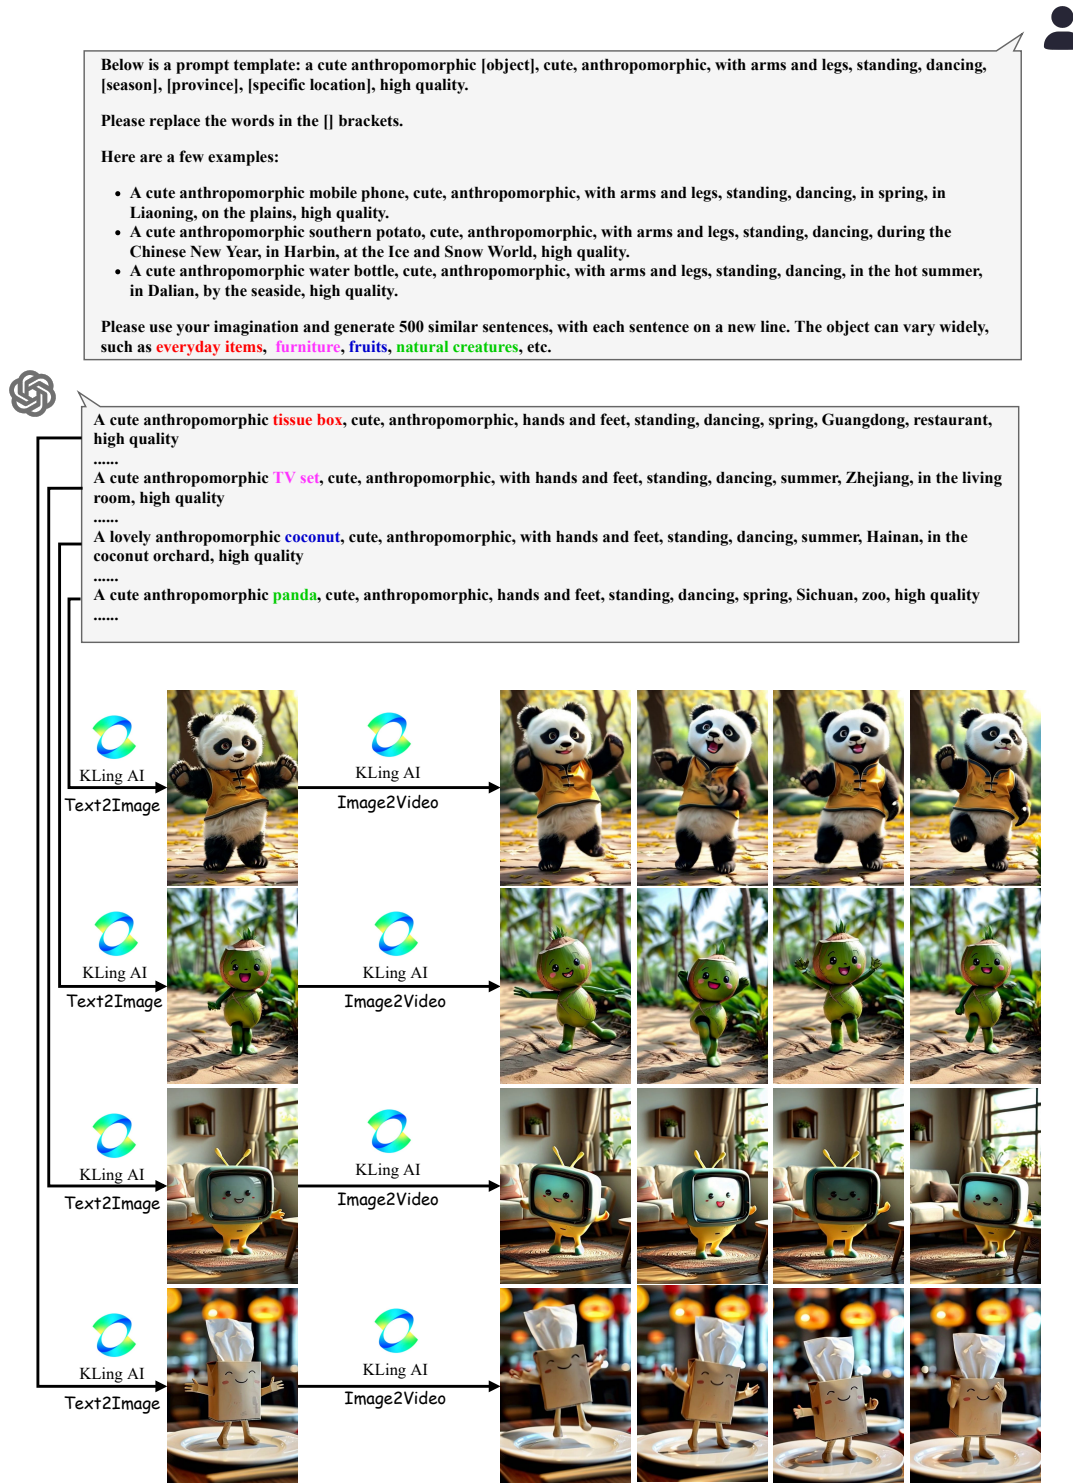 Below is a prompt template: a cute anthropomorphic [object], cute, anthropomorphic, with arms and legs, standing, dancing,
[season], [province], [specific location], high quality.
Please replace the words in the [] brackets.
Here are a few examples:
• A cute anthropomorphic mobile phone, cute, anthropomorphic, with arms and legs, standing, dancing, in spring, in
Liaoning, on the plains, high quality.
• A cute anthropomorphic southern potato, cute, anthropomorphic, with arms and legs, standing, dancing, during the
Chinese New Year, in Harbin, at the Ice and Snow World, high quality.
• A cute anthropomorphic water bottle, cute, anthropomorphic, with arms and legs, standing, dancing, in the hot summer,
in Dalian, by the seaside, high quality.
Please use your imagination and generate 500 similar sentences, with each sentence on a new line. The object can vary widely,
such as everyday items, furniture, fruits, natural creatures, etc.
A cute anthropomorphic tissue box, cute, anthropomorphic, hands and feet, standing, dancing, spring, Guangdong, restaurant,
high quality
......
A cute anthropomorphic TV set, cute, anthropomorphic, with hands and feet, standing, dancing, summer, Zhejiang, in the living
room, high quality
......
A lovely anthropomorphic coconut, cute, anthropomorphic, with hands and feet, standing, dancing, summer, Hainan, in the
coconut orchard, high quality
......
A cute anthropomorphic panda, cute, anthropomorphic, hands and feet, standing, dancing, spring, Sichuan, zoo, high quality
......
KLing AI
Text2Image
KLing AI
Image2Video
KLing AI
Text2Image
KLing AI
Image2Video
KLing AI
Text2Image
KLing AI
Image2Video
KLing AI
Text2Image
KLing AI
Image2Video